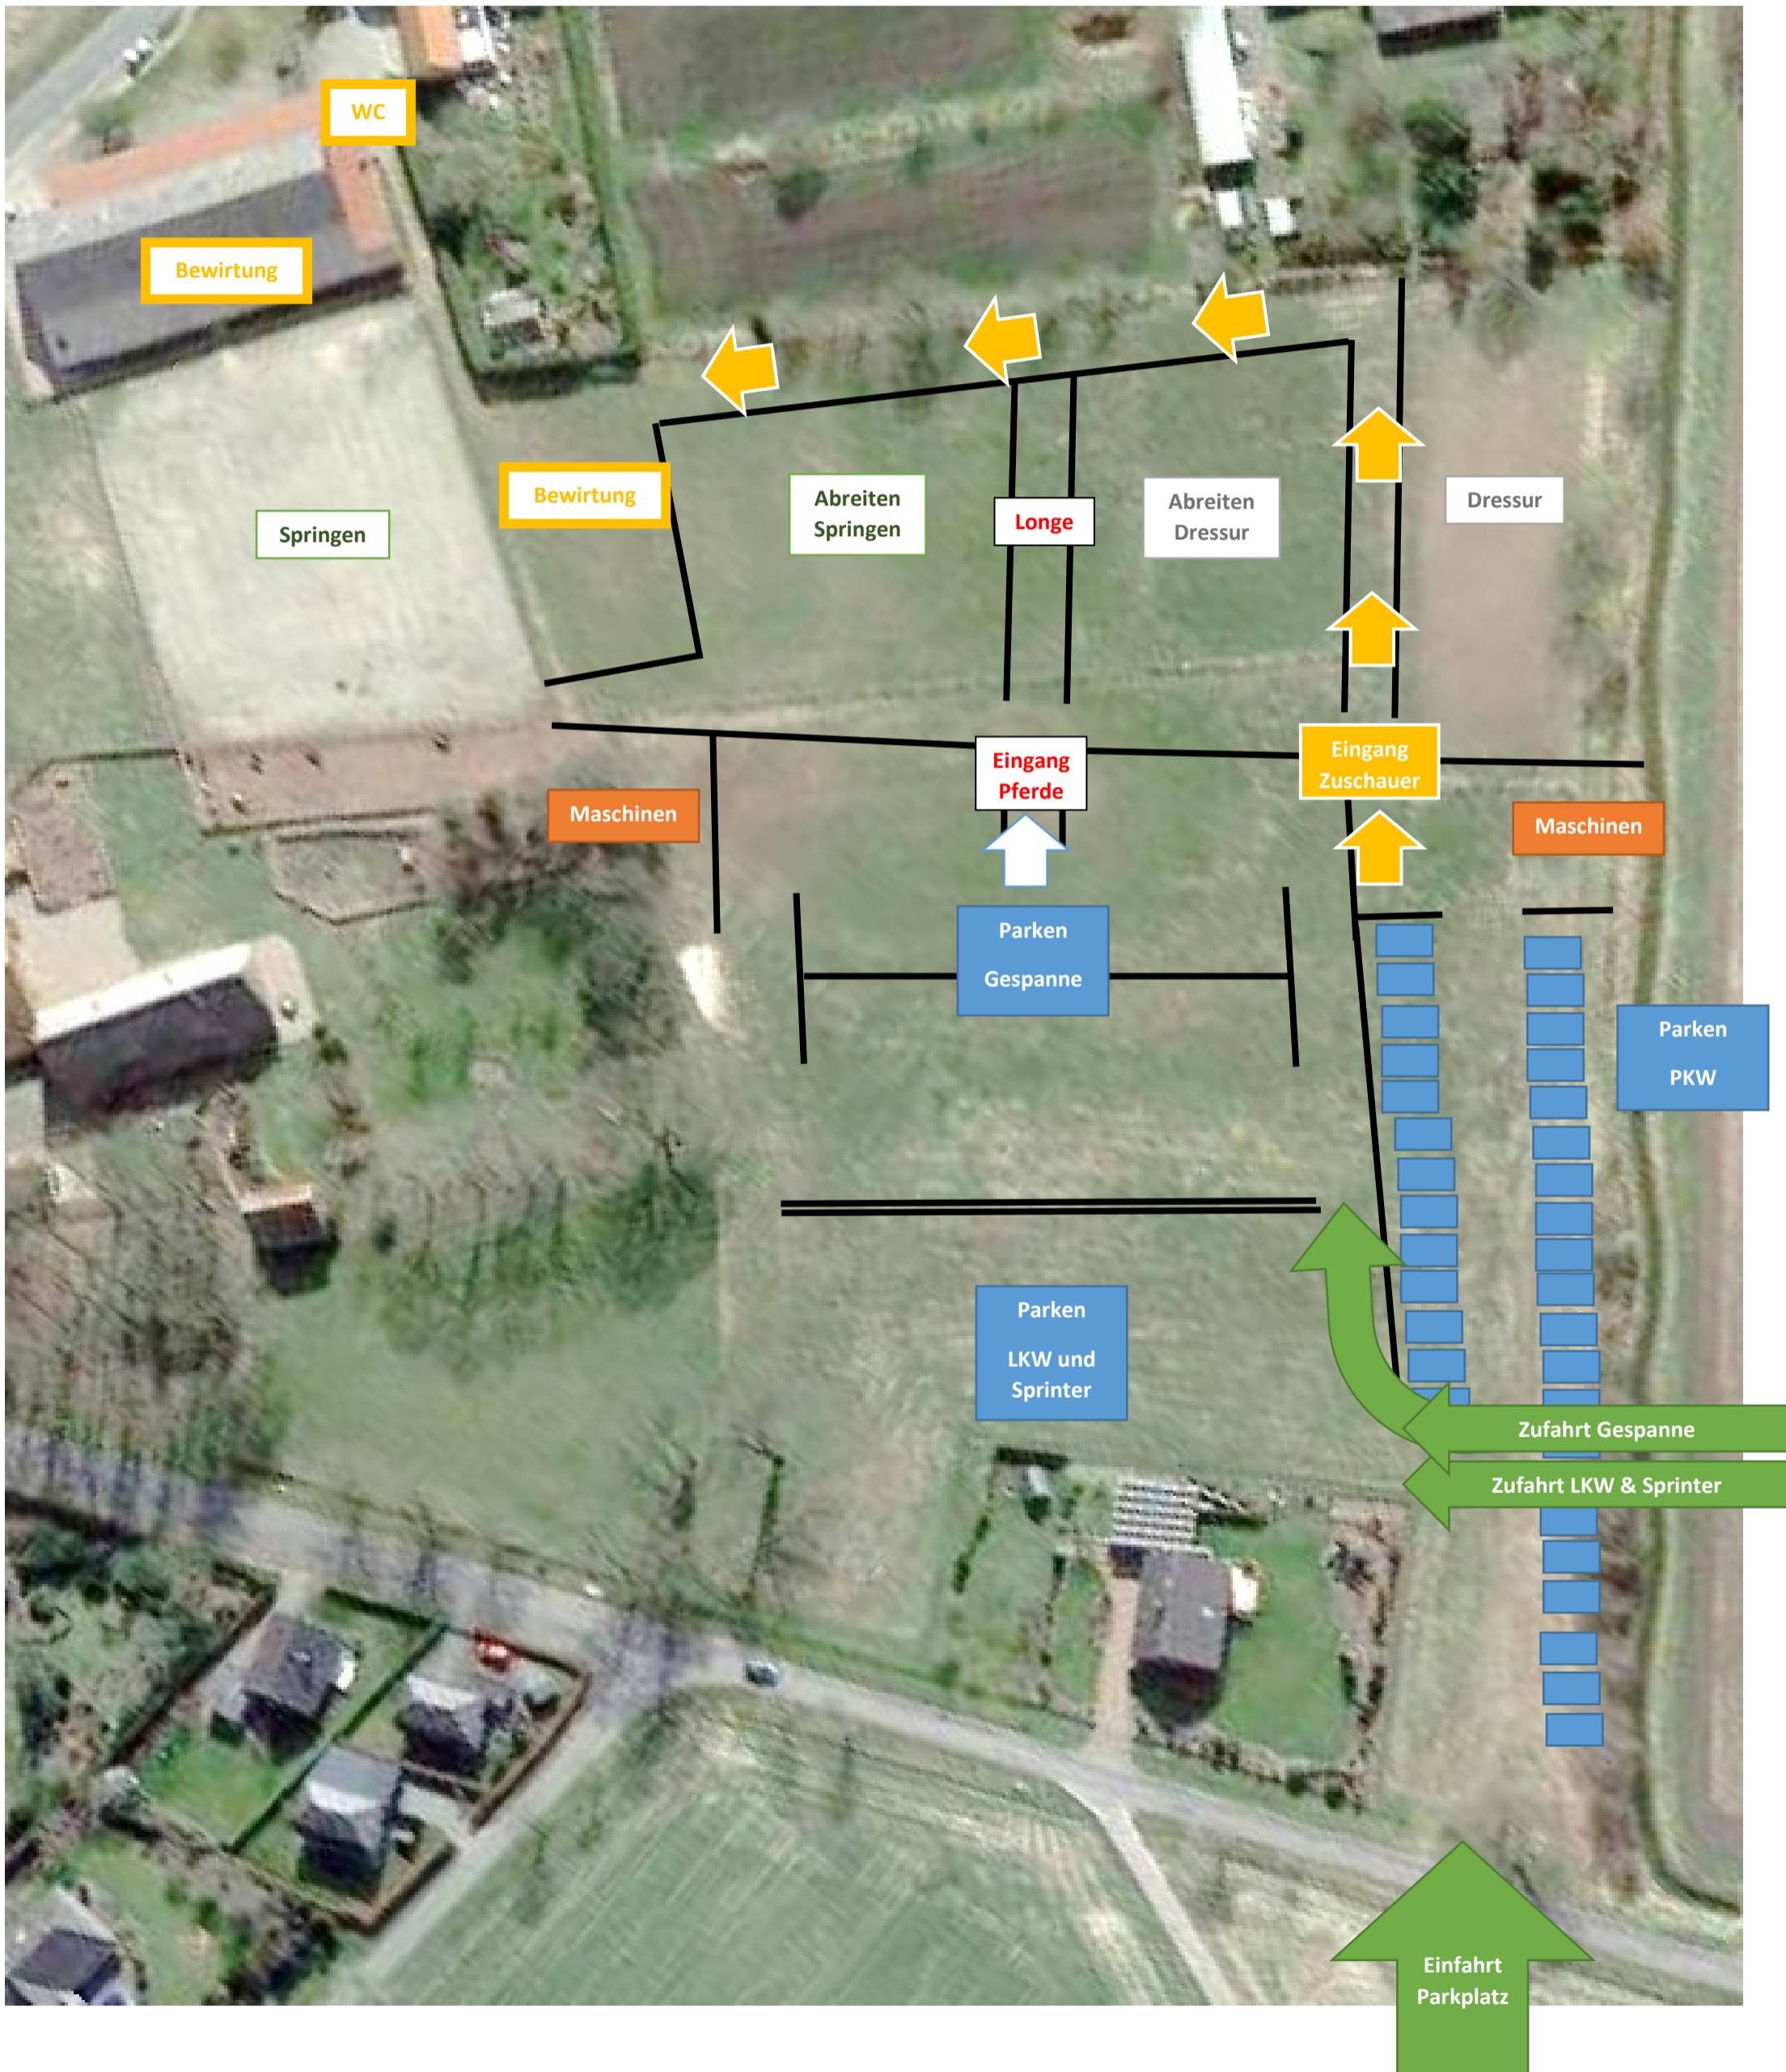 WC
Bewirtung
Springen
Bewirtung
Abreiten
Springen
Longe
Abreiten
Dressur
Dressur
Eingang
Pferde
Eingang
Zuschauer
Maschinen
Maschinen
Parken
Gespanne
Parken
PKW
Parken
LKW und
Sprinter
Zufahrt Gespanne
Zufahrt LKW & Sprinter
Einfahrt
Parkplatz